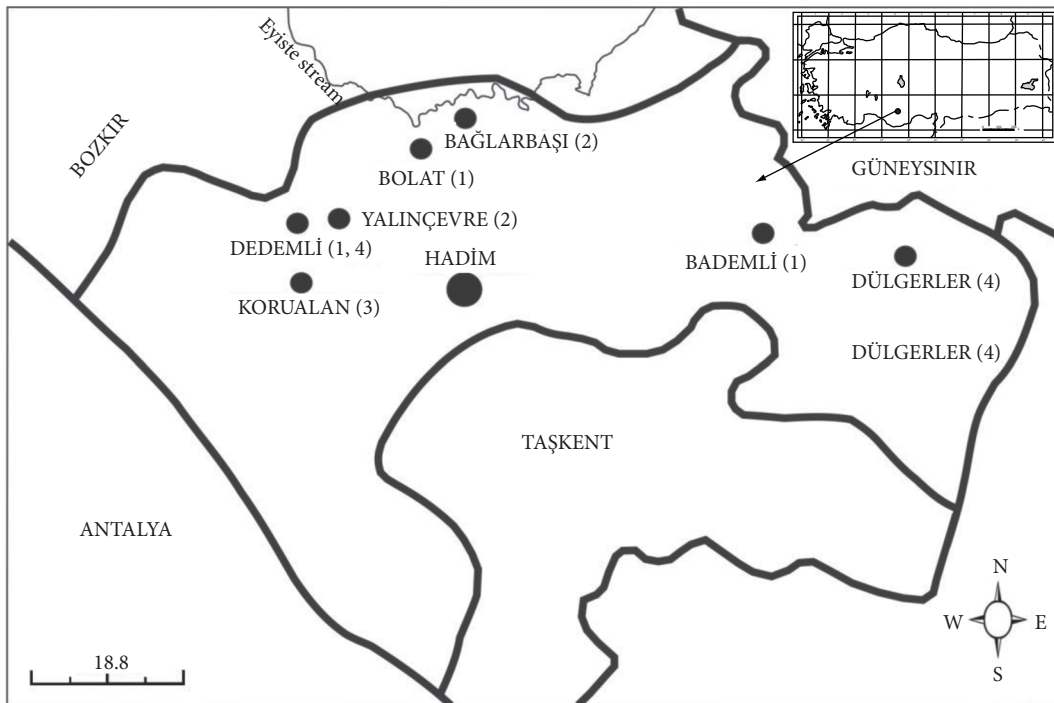 Eyiste stream
BOZKIR
BAĞLARBAŞI (2)
BOLAT (1)
GÜNEYSINIR
YALINÇEVRE (2)
DEDEMLİ (1, 4)
HADİM
BADEMLİ (1)
DÜLGERLER (4)
KORUALAN (3)
DÜLGERLER (4)
TAŞKENT
ANTALYA
N
W E
S
18.8